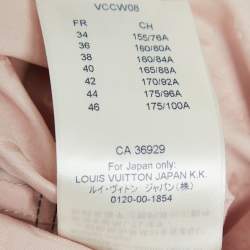 VCCW08
FR CH
34 155/76A
36 160/80A
38 160/84A
40 165/88A
42 170/92A
44 175/96A
46 175/100A
CA 36929
For Japan only:
LOUIS VUITTON JAPAN K.K.
ルイ・ヴィトン ジャパン(株)
0120-00-1854